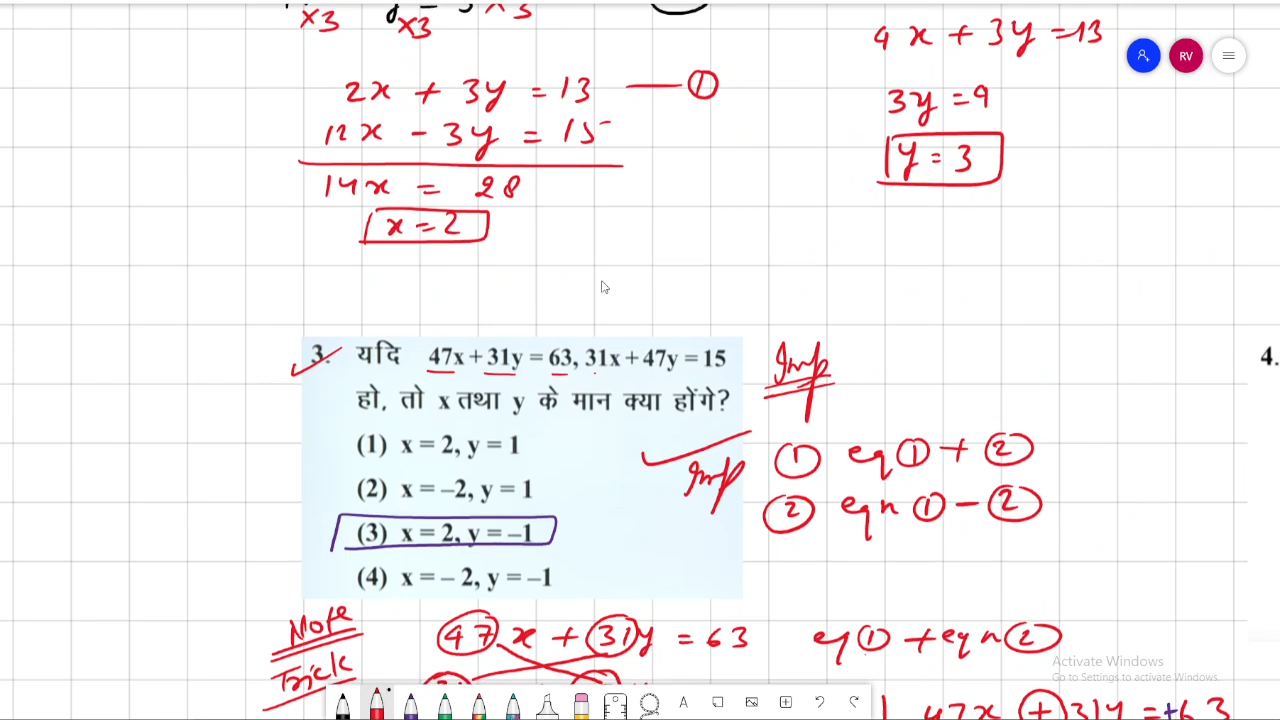 ×3 ×3 ×3
4x + 3y = 13
RV
2x + 3y = 13 — ①
3y = 9
12x - 3y = 15
y = 3
14x = 28
x = 2
3. यदि 47x + 31y = 63, 31x + 47y = 15
हो, तो x तथा y के मान क्या होंगे?
(1) x = 2, y = 1
(2) x = –2, y = 1
(3) x = 2, y = –1
(4) x = – 2, y = –1
Imp
Imp
① eq ① + ②
② eqn ① - ②
4.
Note
Trick
47x + 31y = 63
eq ① + eqn ②
47x + 31y = +63
Activate Windows
Go to Settings to activate Windows.
A